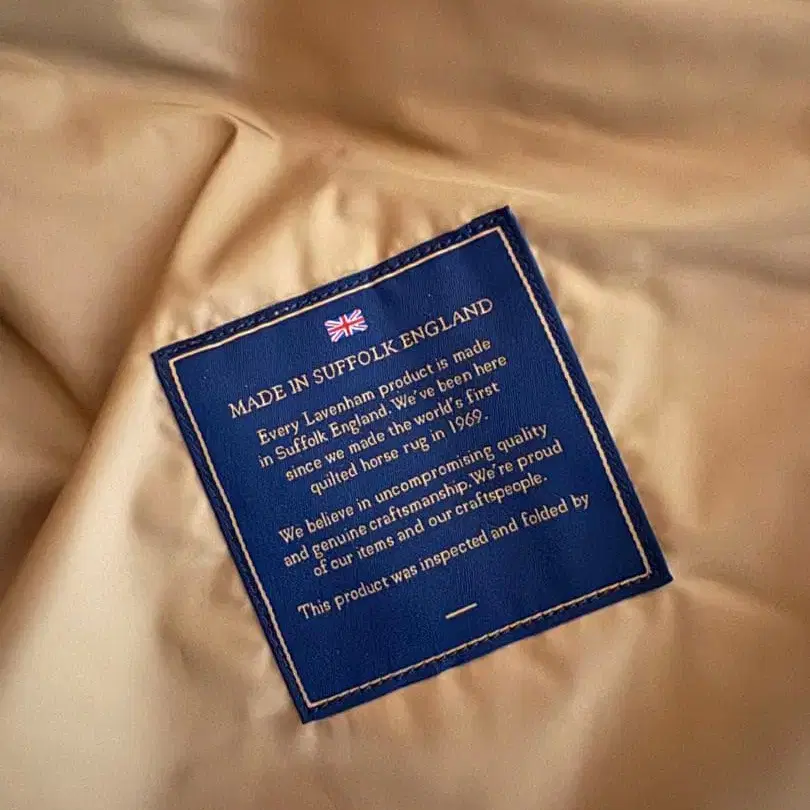 MADE IN SUFFOLK ENGLAND
Every Lavenham product is made
in Suffolk England. We've been here
since we made the world's first
quilted horse rug in 1969.
We believe in uncompromising quality
and genuine craftsmanship. We're proud
of our items and our craftspeople.
This product was inspected and folded by